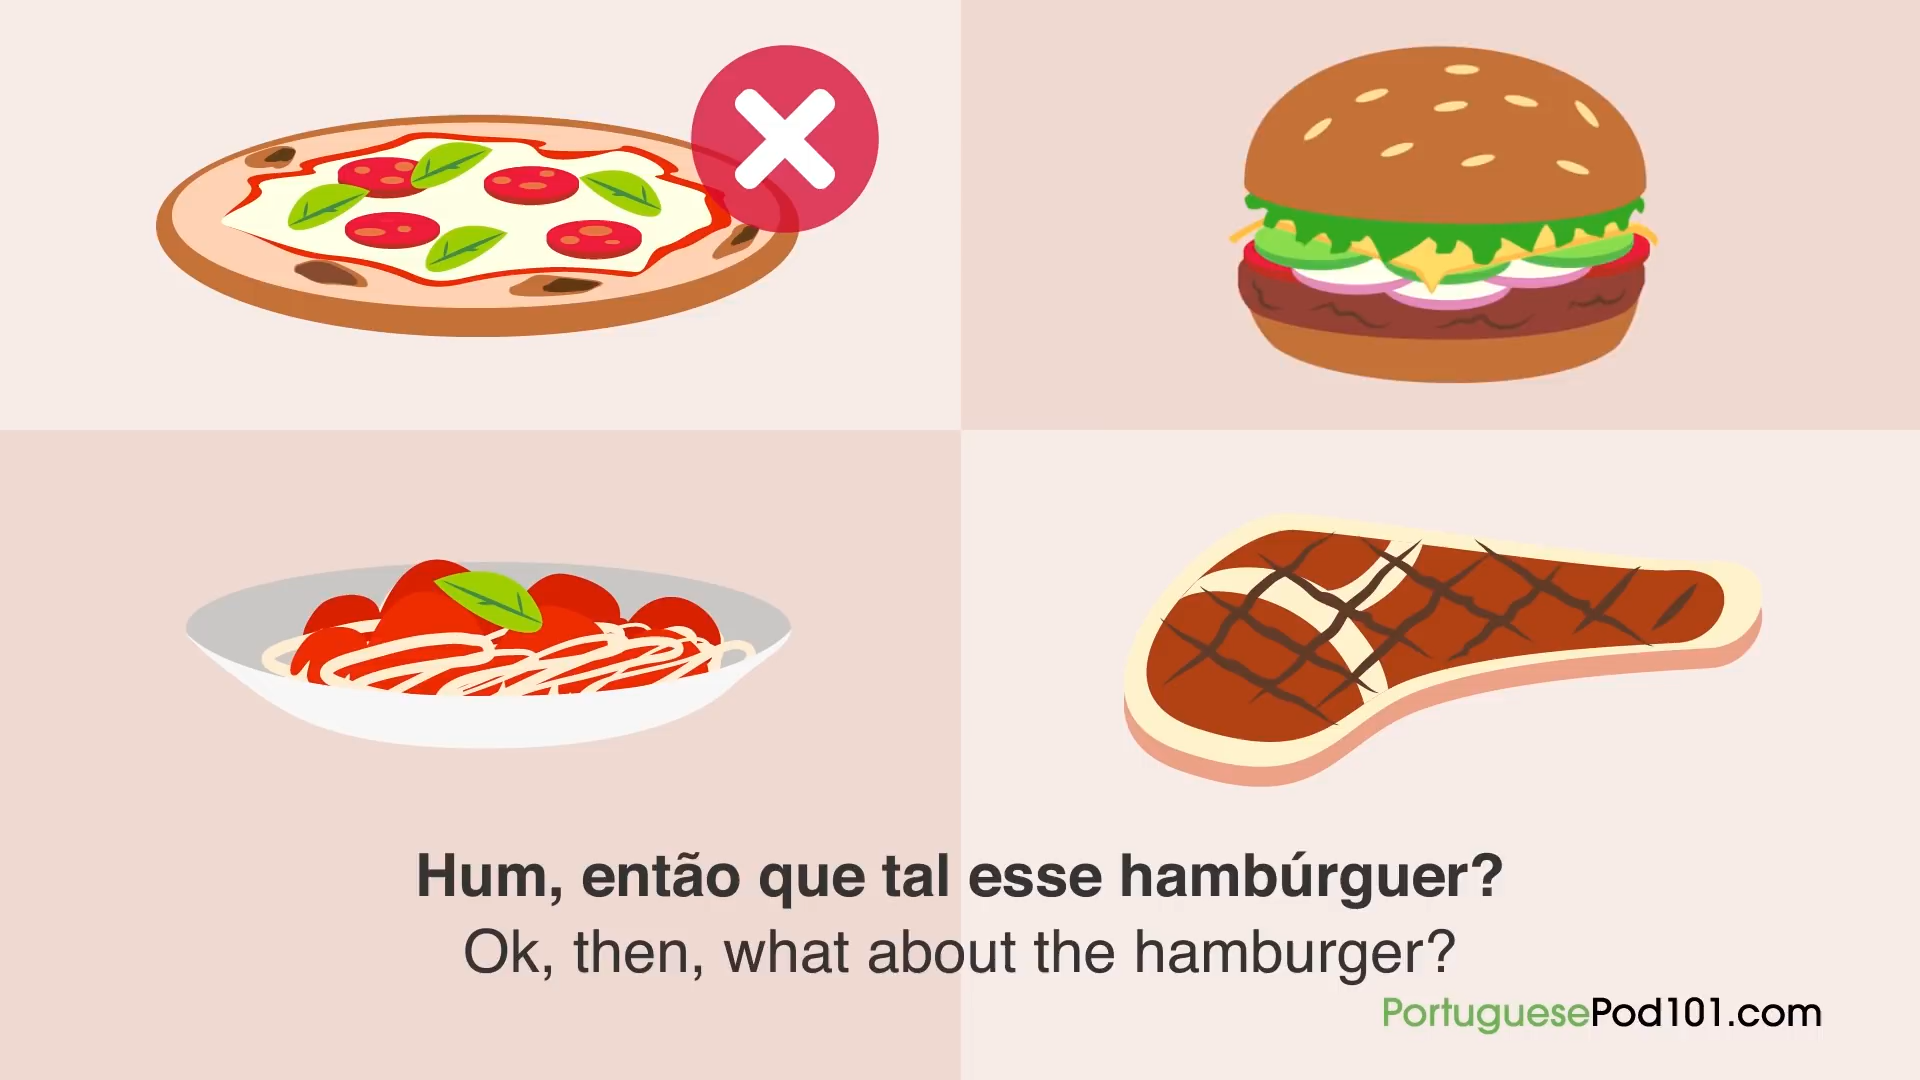 Hum, então que tal esse hambúrguer?
Ok, then, what about the hamburger?
PortuguesePod101.com